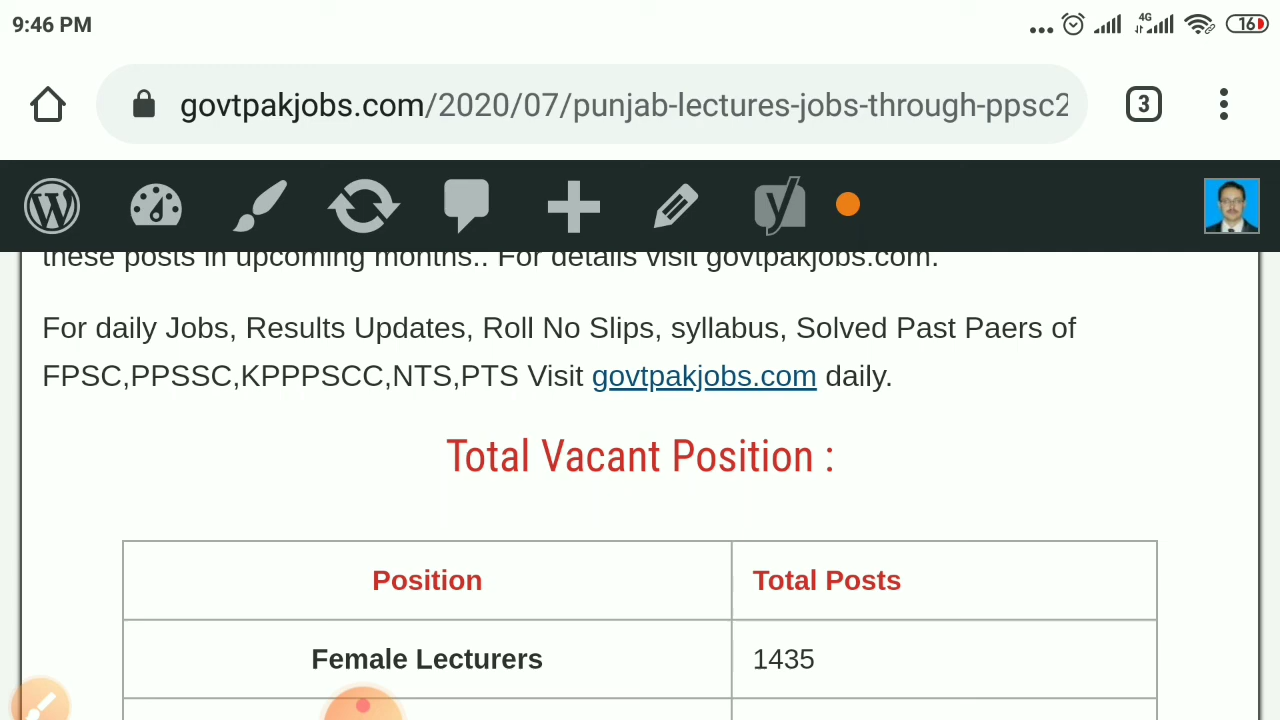 9:46 PM
4G
16
govtpakjobs.com/2020/07/punjab-lectures-jobs-through-ppsc2
3
these posts in upcoming months.. For details visit govtpakjobs.com.
For daily Jobs, Results Updates, Roll No Slips, syllabus, Solved Past Paers of
FPSC,PPSSC,KPPPSCC,NTS,PTS Visit govtpakjobs.com daily.
Total Vacant Position :
Position Total Posts
Female Lecturers 1435